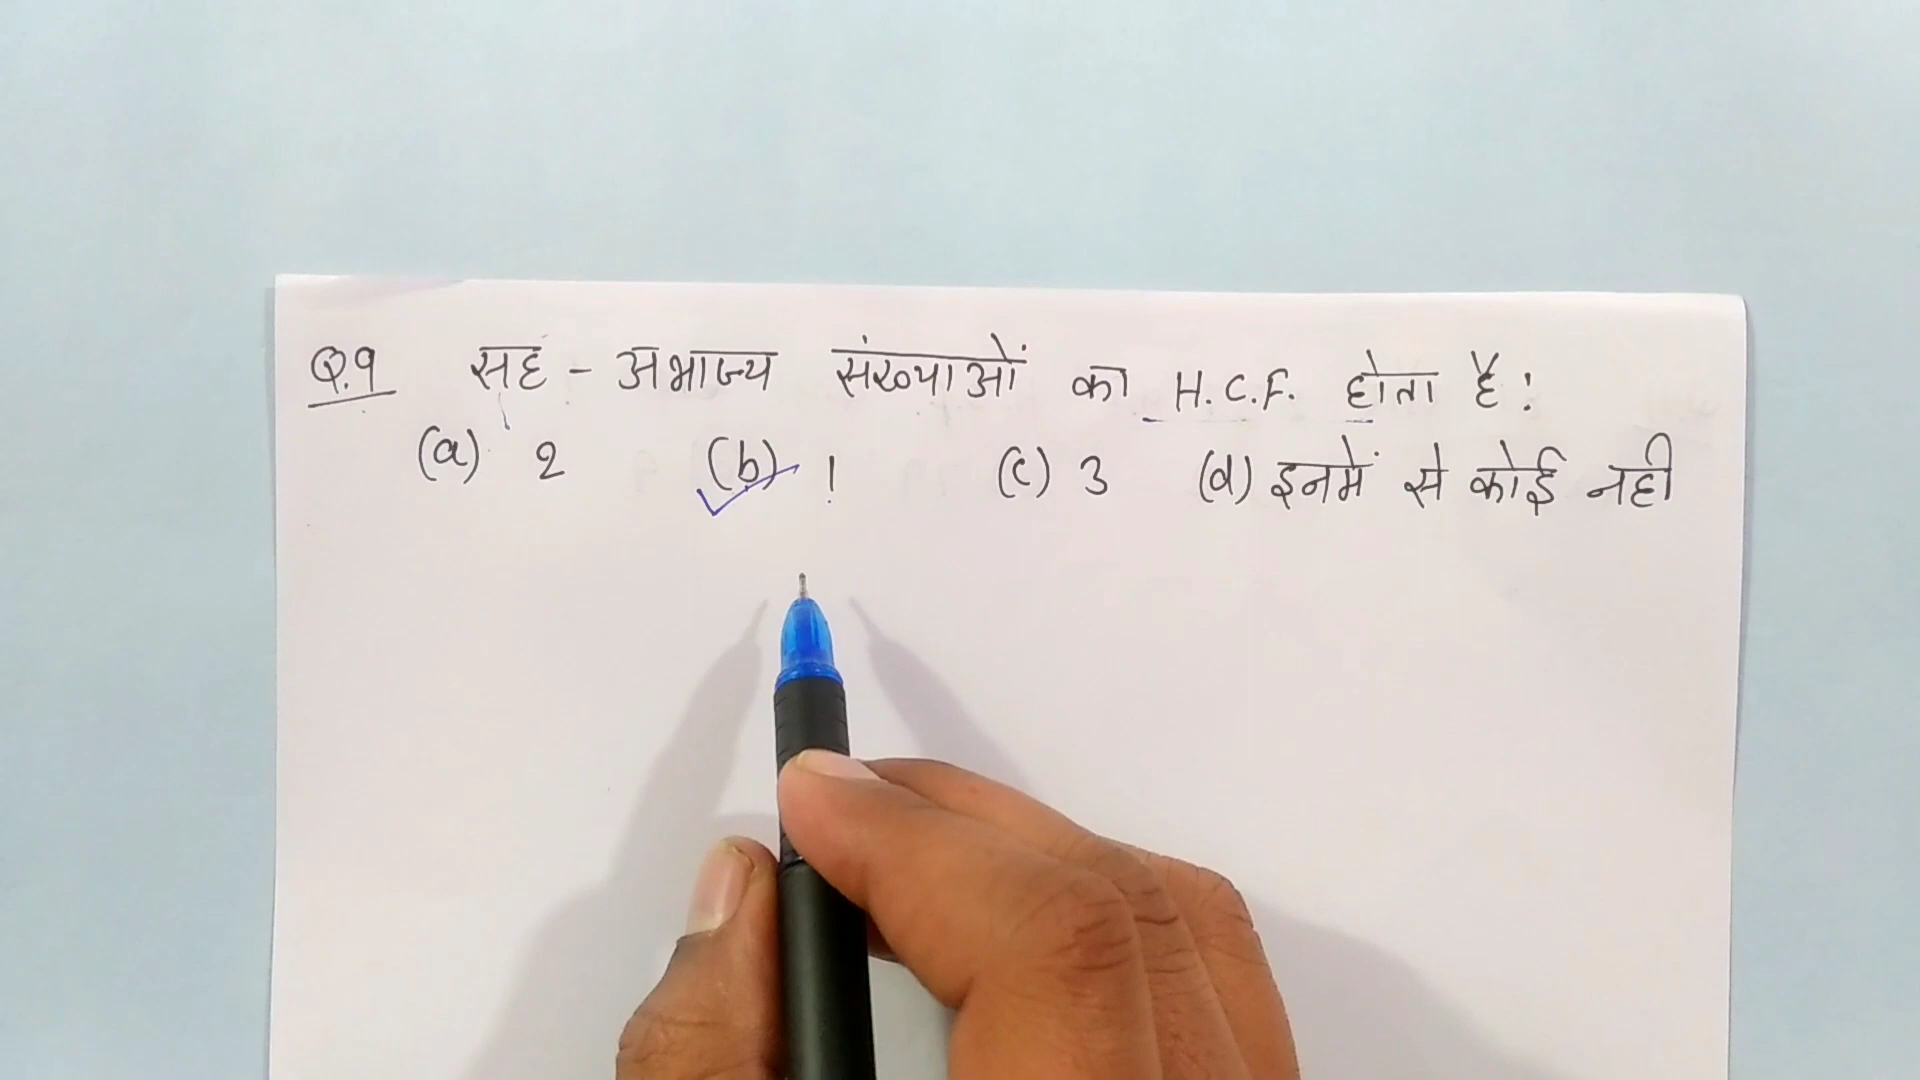 Q.9 सह - अभाज्य संख्याओं का H.C.F. होता है:
(a) 2 (b) 1 (c) 3 (d) इनमें से कोई नही